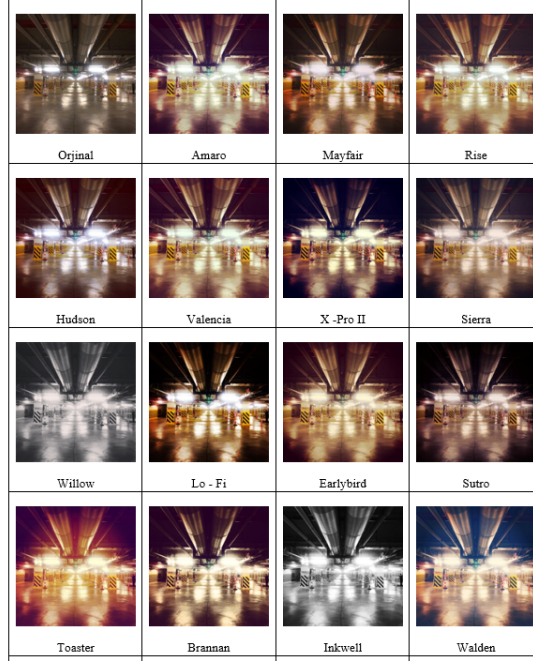 Orjinal
Amaro
Mayfair
Rise
Hudson
Valencia
X -Pro II
Sierra
Willow
Lo - Fi
Earlybird
Sutro
Toaster
Brannan
Inkwell
Walden